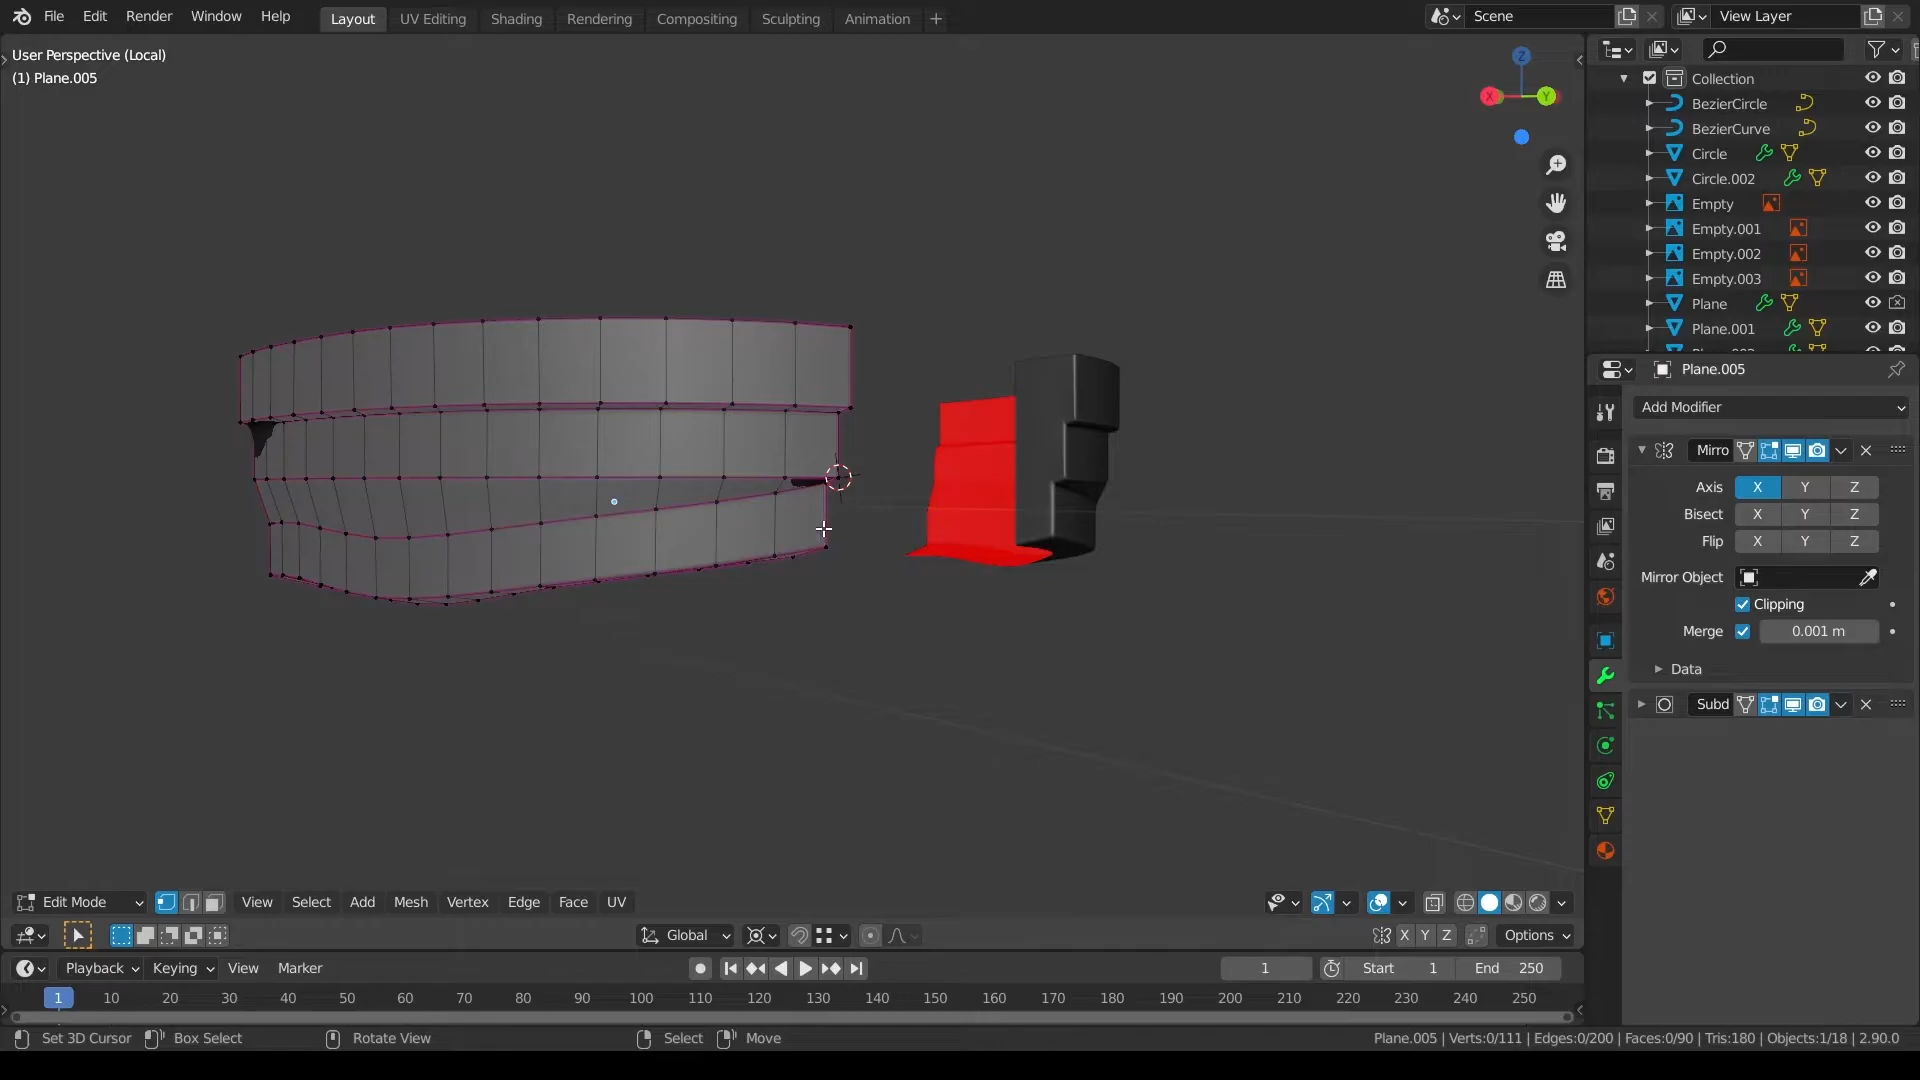 File Edit Render Window Help Layout UV Editing Shading Rendering Compositing Sculpting Animation + Scene View Layer
User Perspective (Local)
(1) Plane.005
Z
X
Y
Collection
BezierCircle
BezierCurve
Circle
Circle.002
Empty
Empty.001
Empty.002
Empty.003
Plane
Plane.001
Plane.005
Add Modifier
Mirro
Axis X Y Z
Bisect X Y Z
Flip X Y Z
Mirror Object
Clipping
Merge 0.001 m
Data
Subd
Edit Mode View Select Add Mesh Vertex Edge Face UV
Global X Y Z Options
Playback Keying View Marker 1 Start 1 End 250
1 10 20 30 40 50 60 70 80 90 100 110 120 130 140 150 160 170 180 190 200 210 220 230 240 250
Set 3D Cursor Box Select Rotate View Select Move Plane.005 | Verts:0/111 | Edges:0/200 | Faces:0/90 | Tris:180 | Objects:1/18 | 2.90.0